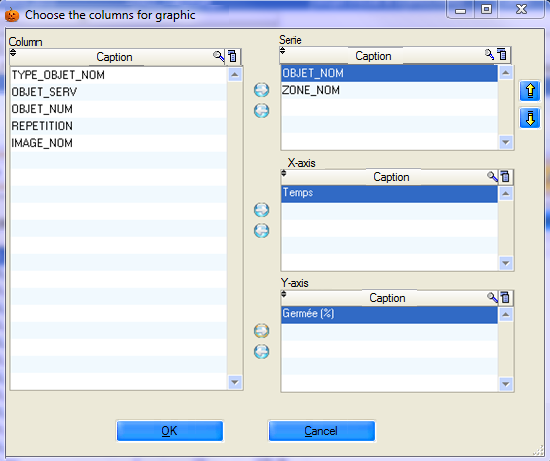 Choose the columns for graphic
Column
Caption
TYPE_OBJET_NOM
OBJET_SERV
OBJET_NUM
REPETITION
IMAGE_NOM
Serie
Caption
OBJET_NOM
ZONE_NOM
X-axis
Caption
Temps
Y-axis
Caption
Germée (%)
OK
Cancel